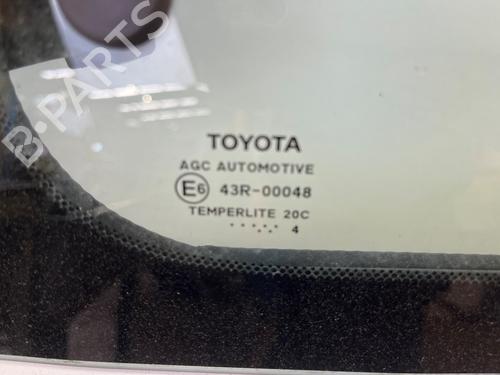 B-PARTS
TOYOTA
AGC AUTOMOTIVE
E6 43R-00048
TEMPERLITE 20C
..... 4